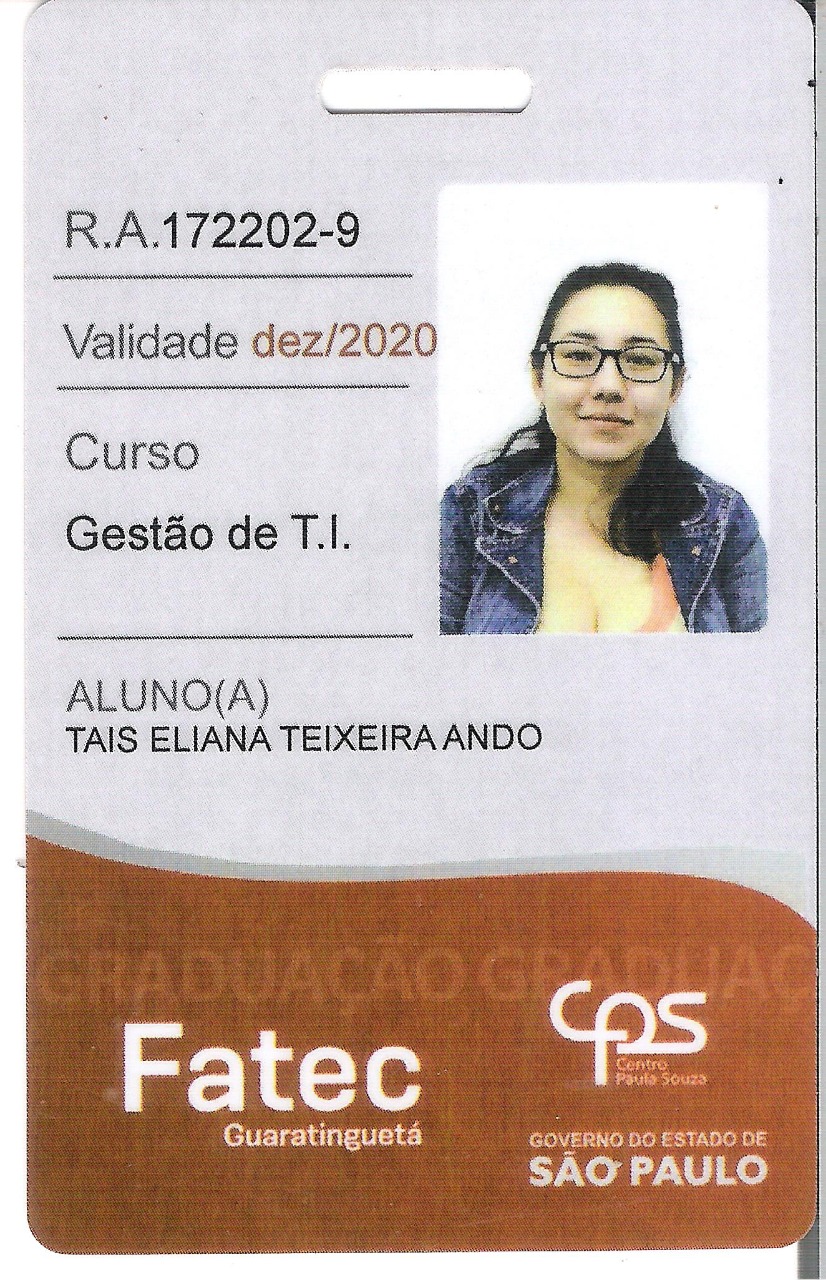 R.A.172202-9
Validade dez/2020
Curso
Gestão de T.I.
ALUNO(A)
TAIS ELIANA TEIXEIRA ANDO
GRADUAÇÃO GRADUAÇ
CPS
Centro
Paula Souza
Fatec
Guaratinguetá
GOVERNO DO ESTADO DE
SÃO PAULO